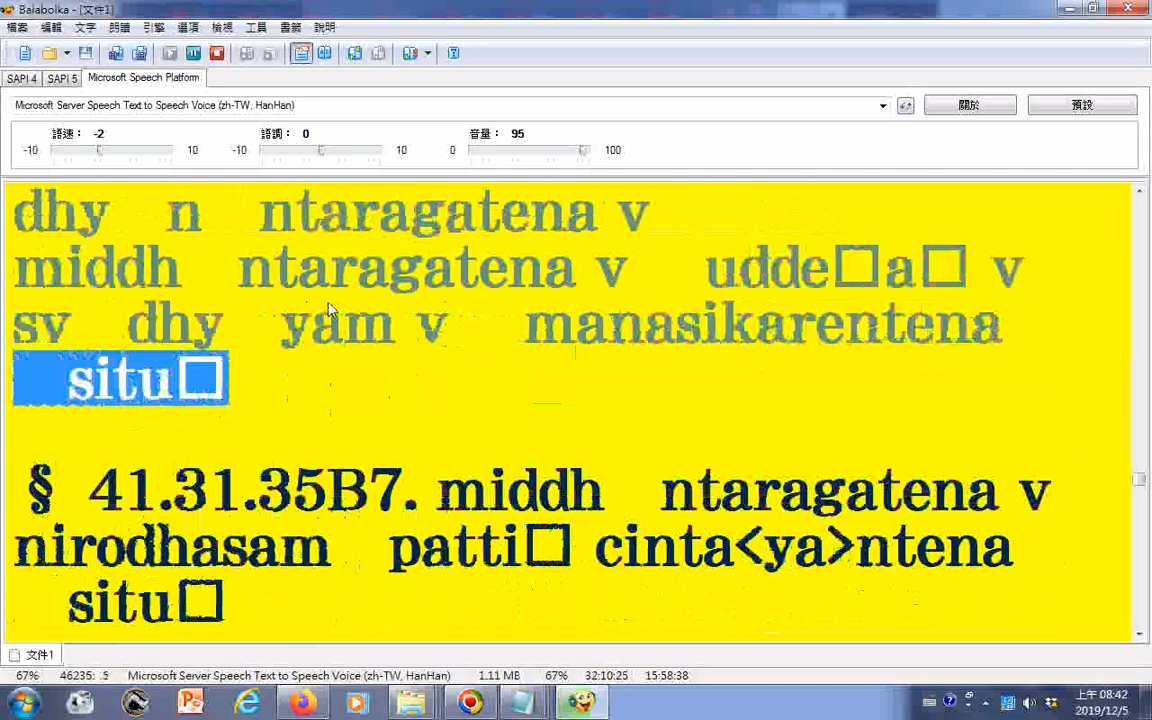 Balabolka - [文件1]
檔案 編輯 文字 朗讀 引擎 選項 檢視 工具 書籤 說明
SAPI 4 SAPI 5 Microsoft Speech Platform
Microsoft Server Speech Text to Speech Voice (zh-TW, HanHan) 關於 預設
語速： -2 語調： 0 音量： 95
-10 10 -10 10 0 100
dhy n ntaragatena v
middh ntaragatena v udde□a□ v
sv dhy yam v manasikarentena
situ□
§ 41.31.35B7. middh ntaragatena v
nirodhasam patti□ cinta<ya>ntena
situ□
文件1
67% 46235: .5 Microsoft Server Speech Text to Speech Voice (zh-TW, HanHan) 1.11 MB 67% 32:10:25 15:58:38
上午 08:42
2019/12/5